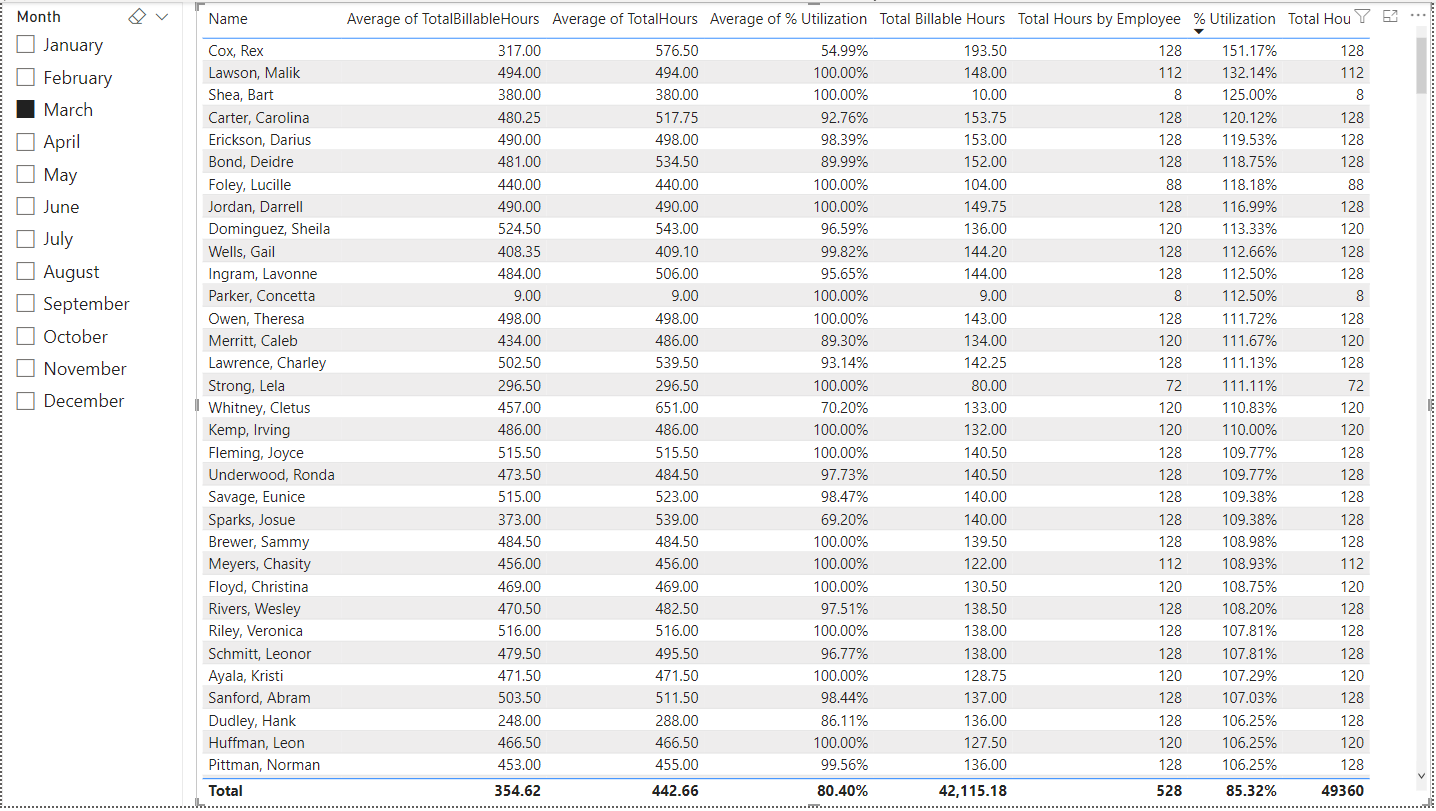 Month
January
February
March
April
May
June
July
August
September
October
November
December
Name Average of TotalBillableHours Average of TotalHours Average of % Utilization Total Billable Hours Total Hours by Employee % Utilization Total Hou
Cox, Rex 317.00 576.50 54.99% 193.50 128 151.17% 128
Lawson, Malik 494.00 494.00 100.00% 148.00 112 132.14% 112
Shea, Bart 380.00 380.00 100.00% 10.00 8 125.00% 8
Carter, Carolina 480.25 517.75 92.76% 153.75 128 120.12% 128
Erickson, Darius 490.00 498.00 98.39% 153.00 128 119.53% 128
Bond, Deidre 481.00 534.50 89.99% 152.00 128 118.75% 128
Foley, Lucille 440.00 440.00 100.00% 104.00 88 118.18% 88
Jordan, Darrell 490.00 490.00 100.00% 149.75 128 116.99% 128
Dominguez, Sheila 524.50 543.00 96.59% 136.00 120 113.33% 120
Wells, Gail 408.35 409.10 99.82% 144.20 128 112.66% 128
Ingram, Lavonne 484.00 506.00 95.65% 144.00 128 112.50% 128
Parker, Concetta 9.00 9.00 100.00% 9.00 8 112.50% 8
Owen, Theresa 498.00 498.00 100.00% 143.00 128 111.72% 128
Merritt, Caleb 434.00 486.00 89.30% 134.00 120 111.67% 120
Lawrence, Charley 502.50 539.50 93.14% 142.25 128 111.13% 128
Strong, Lela 296.50 296.50 100.00% 80.00 72 111.11% 72
Whitney, Cletus 457.00 651.00 70.20% 133.00 120 110.83% 120
Kemp, Irving 486.00 486.00 100.00% 132.00 120 110.00% 120
Fleming, Joyce 515.50 515.50 100.00% 140.50 128 109.77% 128
Underwood, Ronda 473.50 484.50 97.73% 140.50 128 109.77% 128
Savage, Eunice 515.00 523.00 98.47% 140.00 128 109.38% 128
Sparks, Josue 373.00 539.00 69.20% 140.00 128 109.38% 128
Brewer, Sammy 484.50 484.50 100.00% 139.50 128 108.98% 128
Meyers, Chasity 456.00 456.00 100.00% 122.00 112 108.93% 112
Floyd, Christina 469.00 469.00 100.00% 130.50 120 108.75% 120
Rivers, Wesley 470.50 482.50 97.51% 138.50 128 108.20% 128
Riley, Veronica 516.00 516.00 100.00% 138.00 128 107.81% 128
Schmitt, Leonor 479.50 495.50 96.77% 138.00 128 107.81% 128
Ayala, Kristi 471.50 471.50 100.00% 128.75 120 107.29% 120
Sanford, Abram 503.50 511.50 98.44% 137.00 128 107.03% 128
Dudley, Hank 248.00 288.00 86.11% 136.00 128 106.25% 128
Huffman, Leon 466.50 466.50 100.00% 127.50 120 106.25% 120
Pittman, Norman 453.00 455.00 99.56% 136.00 128 106.25% 128
Total 354.62 442.66 80.40% 42,115.18 528 85.32% 49360